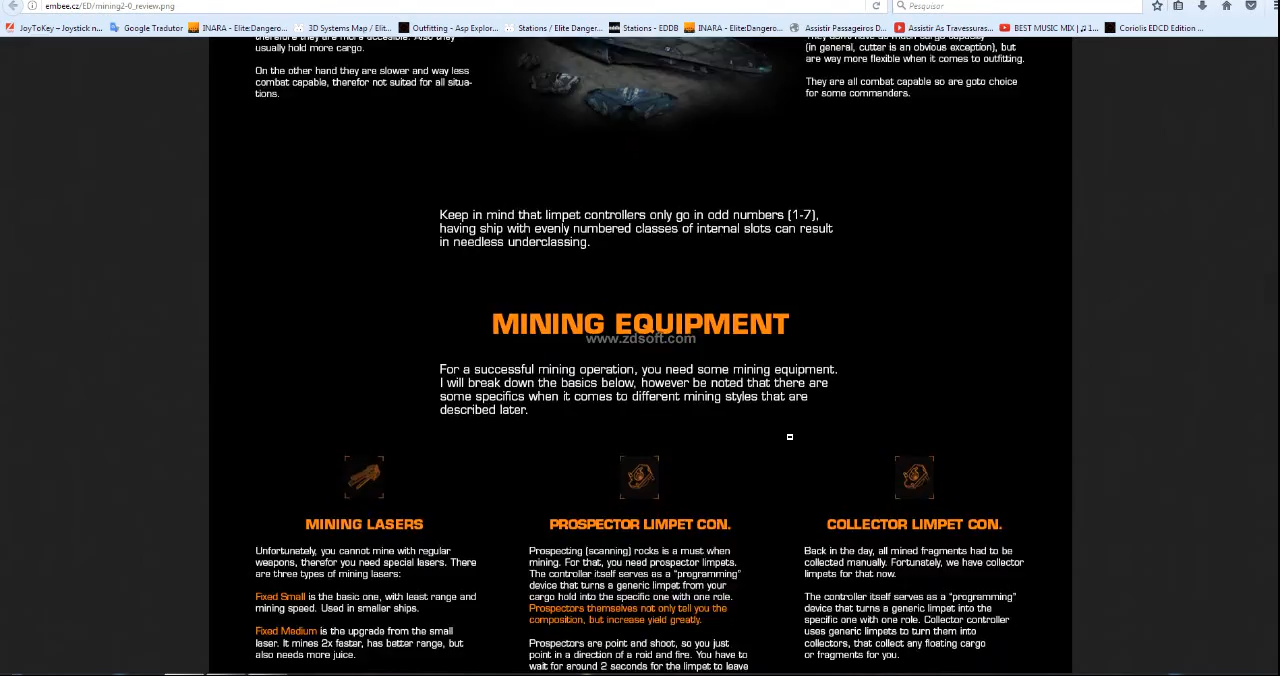 embee.cz/ED/mining2-0_review.png
Pesquisar
JoyToKey – Joystick n...
Google Tradutor
INARA - Elite:Dangero...
3D Systems Map / Elit...
Outfitting - Asp Explor...
Stations / Elite Danger...
Stations - EDDB
INARA - Elite:Dangero...
Assistir Passageiros D...
Assistir As Travessuras...
BEST MUSIC MIX | ♫ 1...
Coriolis EDCD Edition ...
therefore they are more accesible. Also they
usually hold more cargo.
On the other hand they are slower and way less
combat capable, therefor not suited for all situa-
tions.
They don't have as much cargo capacity
(in general, cutter is an obvious exception), but
are way more flexible when it comes to outfitting.
They are all combat capable so are goto choice
for some commanders.
Keep in mind that limpet controllers only go in odd numbers (1-7),
having ship with evenly numbered classes of internal slots can result
in needless underclassing.
MINING EQUIPMENT
www.zdsoft.com
For a successful mining operation, you need some mining equipment.
I will break down the basics below, however be noted that there are
some specifics when it comes to different mining styles that are
described later.
MINING LASERS
Unfortunately, you cannot mine with regular
weapons, therefor you need special lasers. There
are three types of mining lasers:
Fixed Small is the basic one, with least range and
mining speed. Used in smaller ships.
Fixed Medium is the upgrade from the small
laser. It mines 2x faster, has better range, but
also needs more juice.
PROSPECTOR LIMPET CON.
Prospecting (scanning) rocks is a must when
mining. For that, you need prospector limpets.
The controller itself serves as a "programming"
device that turns a generic limpet from your
cargo hold into the specific one with one role.
Prospectors themselves not only tell you the
composition, but increase yield greatly.
Prospectors are point and shoot, so you just
point in a direction of a roid and fire. You have to
wait for around 2 seconds for the limpet to leave
COLLECTOR LIMPET CON.
Back in the day, all mined fragments had to be
collected manually. Fortunately, we have collector
limpets for that now.
The controller itself serves as a "programming"
device that turns a generic limpet into the
specific one with one role. Collector controller
uses generic limpets to turn them into
collectors, that collect any floating cargo
or fragments for you.